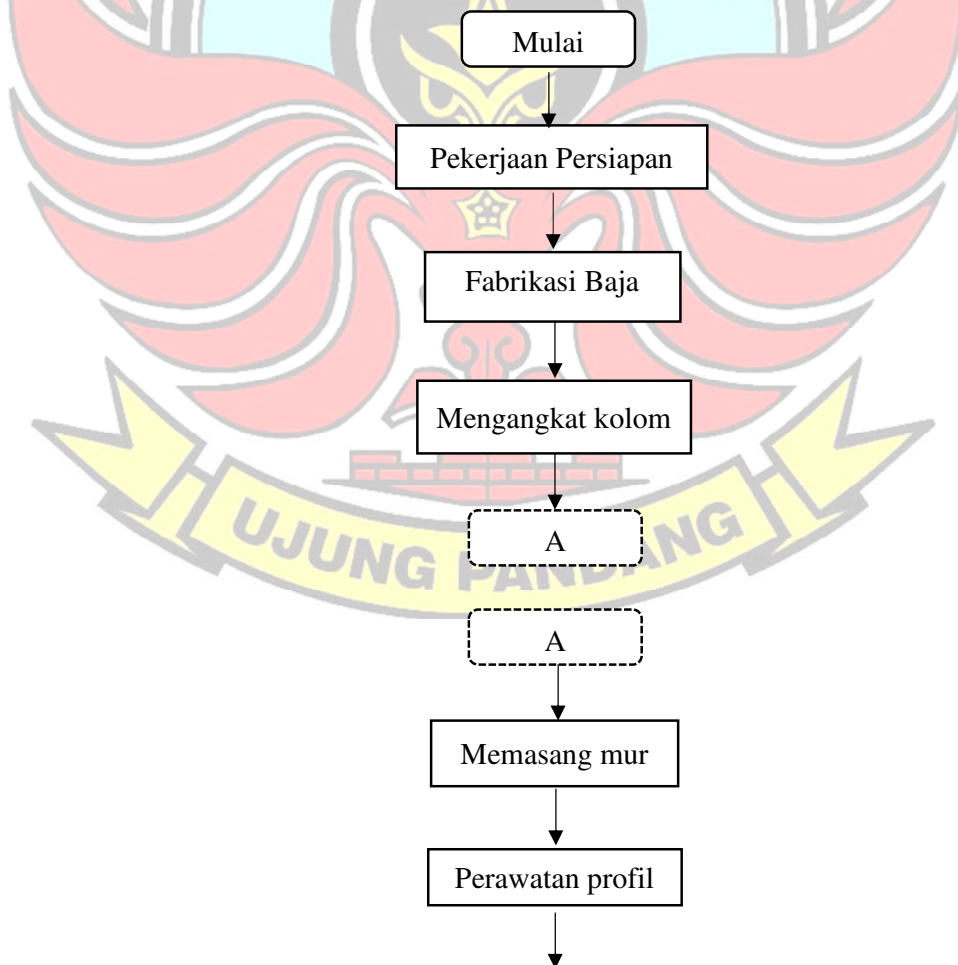 Mulai
Pekerjaan Persiapan
Fabrikasi Baja
Mengangkat kolom
A
UJUNG PANDANG
A
Memasang mur
Perawatan profil